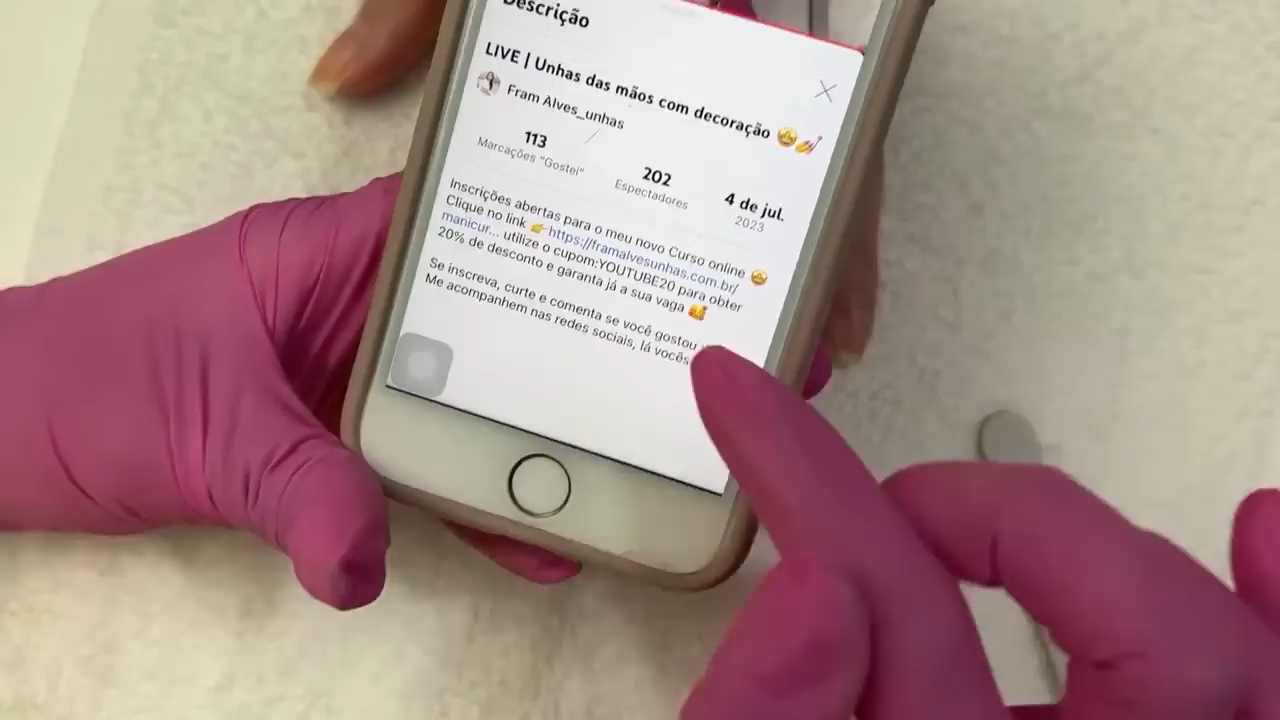 Descrição
LIVE | Unhas das mãos com decoração 🤩💅
Fram Alves_unhas
113
Marcações "Gostei"
202
Espectadores
4 de jul.
2023
Inscrições abertas para o meu novo Curso online 🤩
Clique no link 👉 https://framalvesunhas.com.br/
manicur... utilize o cupom:YOUTUBE20 para obter
20% de desconto e garanta já a sua vaga 🥰
Se inscreva, curte e comenta se você gostou
Me acompanhem nas redes sociais, lá vocês